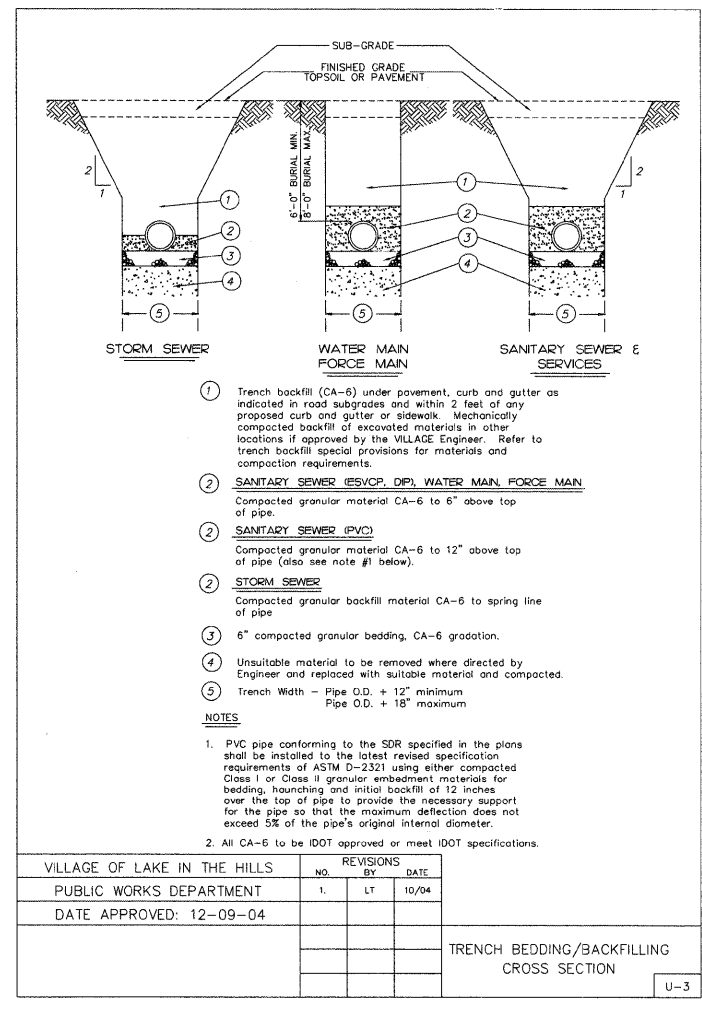 SUB-GRADE
FINISHED GRADE
TOPSOIL OR PAVEMENT
6'-0" BURIAL MIN.
8'-0" BURIAL MAX.
2
1
2
1
1
2
3
4
1
2
3
4
5
5
5
STORM SEWER
WATER MAIN
FORCE MAIN
SANITARY SEWER &
SERVICES
1 Trench backfill (CA-6) under pavement, curb and gutter as
indicated in road subgrades and within 2 feet of any
proposed curb and gutter or sidewalk. Mechanically
compacted backfill of excavated materials in other
locations if approved by the VILLAGE Engineer. Refer to
trench backfill special provisions for materials and
compaction requirements.
2 SANITARY SEWER (ESVCP, DIP), WATER MAIN, FORCE MAIN
Compacted granular material CA-6 to 6" above top
of pipe.
2 SANITARY SEWER (PVC)
Compacted granular material CA-6 to 12" above top
of pipe (also see note #1 below).
2 STORM SEWER
Compacted granular backfill material CA-6 to spring line
of pipe
3 6" compacted granular bedding, CA-6 gradation.
4 Unsuitable material to be removed where directed by
Engineer and replaced with suitable material and compacted.
5 Trench Width - Pipe O.D. + 12" minimum
Pipe O.D. + 18" maximum
NOTES
1. PVC pipe conforming to the SDR specified in the plans
shall be installed to the latest revised specification
requirements of ASTM D-2321 using either compacted
Class I or Class II granular embedment materials for
bedding, haunching and initial backfill of 12 inches
over the top of pipe to provide the necessary support
for the pipe so that the maximum deflection does not
exceed 5% of the pipe's original internal diameter.
2. All CA-6 to be IDOT approved or meet IDOT specifications.
VILLAGE OF LAKE IN THE HILLS
PUBLIC WORKS DEPARTMENT
DATE APPROVED: 12-09-04
REVISIONS
NO. BY DATE
1. LT 10/04
TRENCH BEDDING/BACKFILLING
CROSS SECTION
U-3